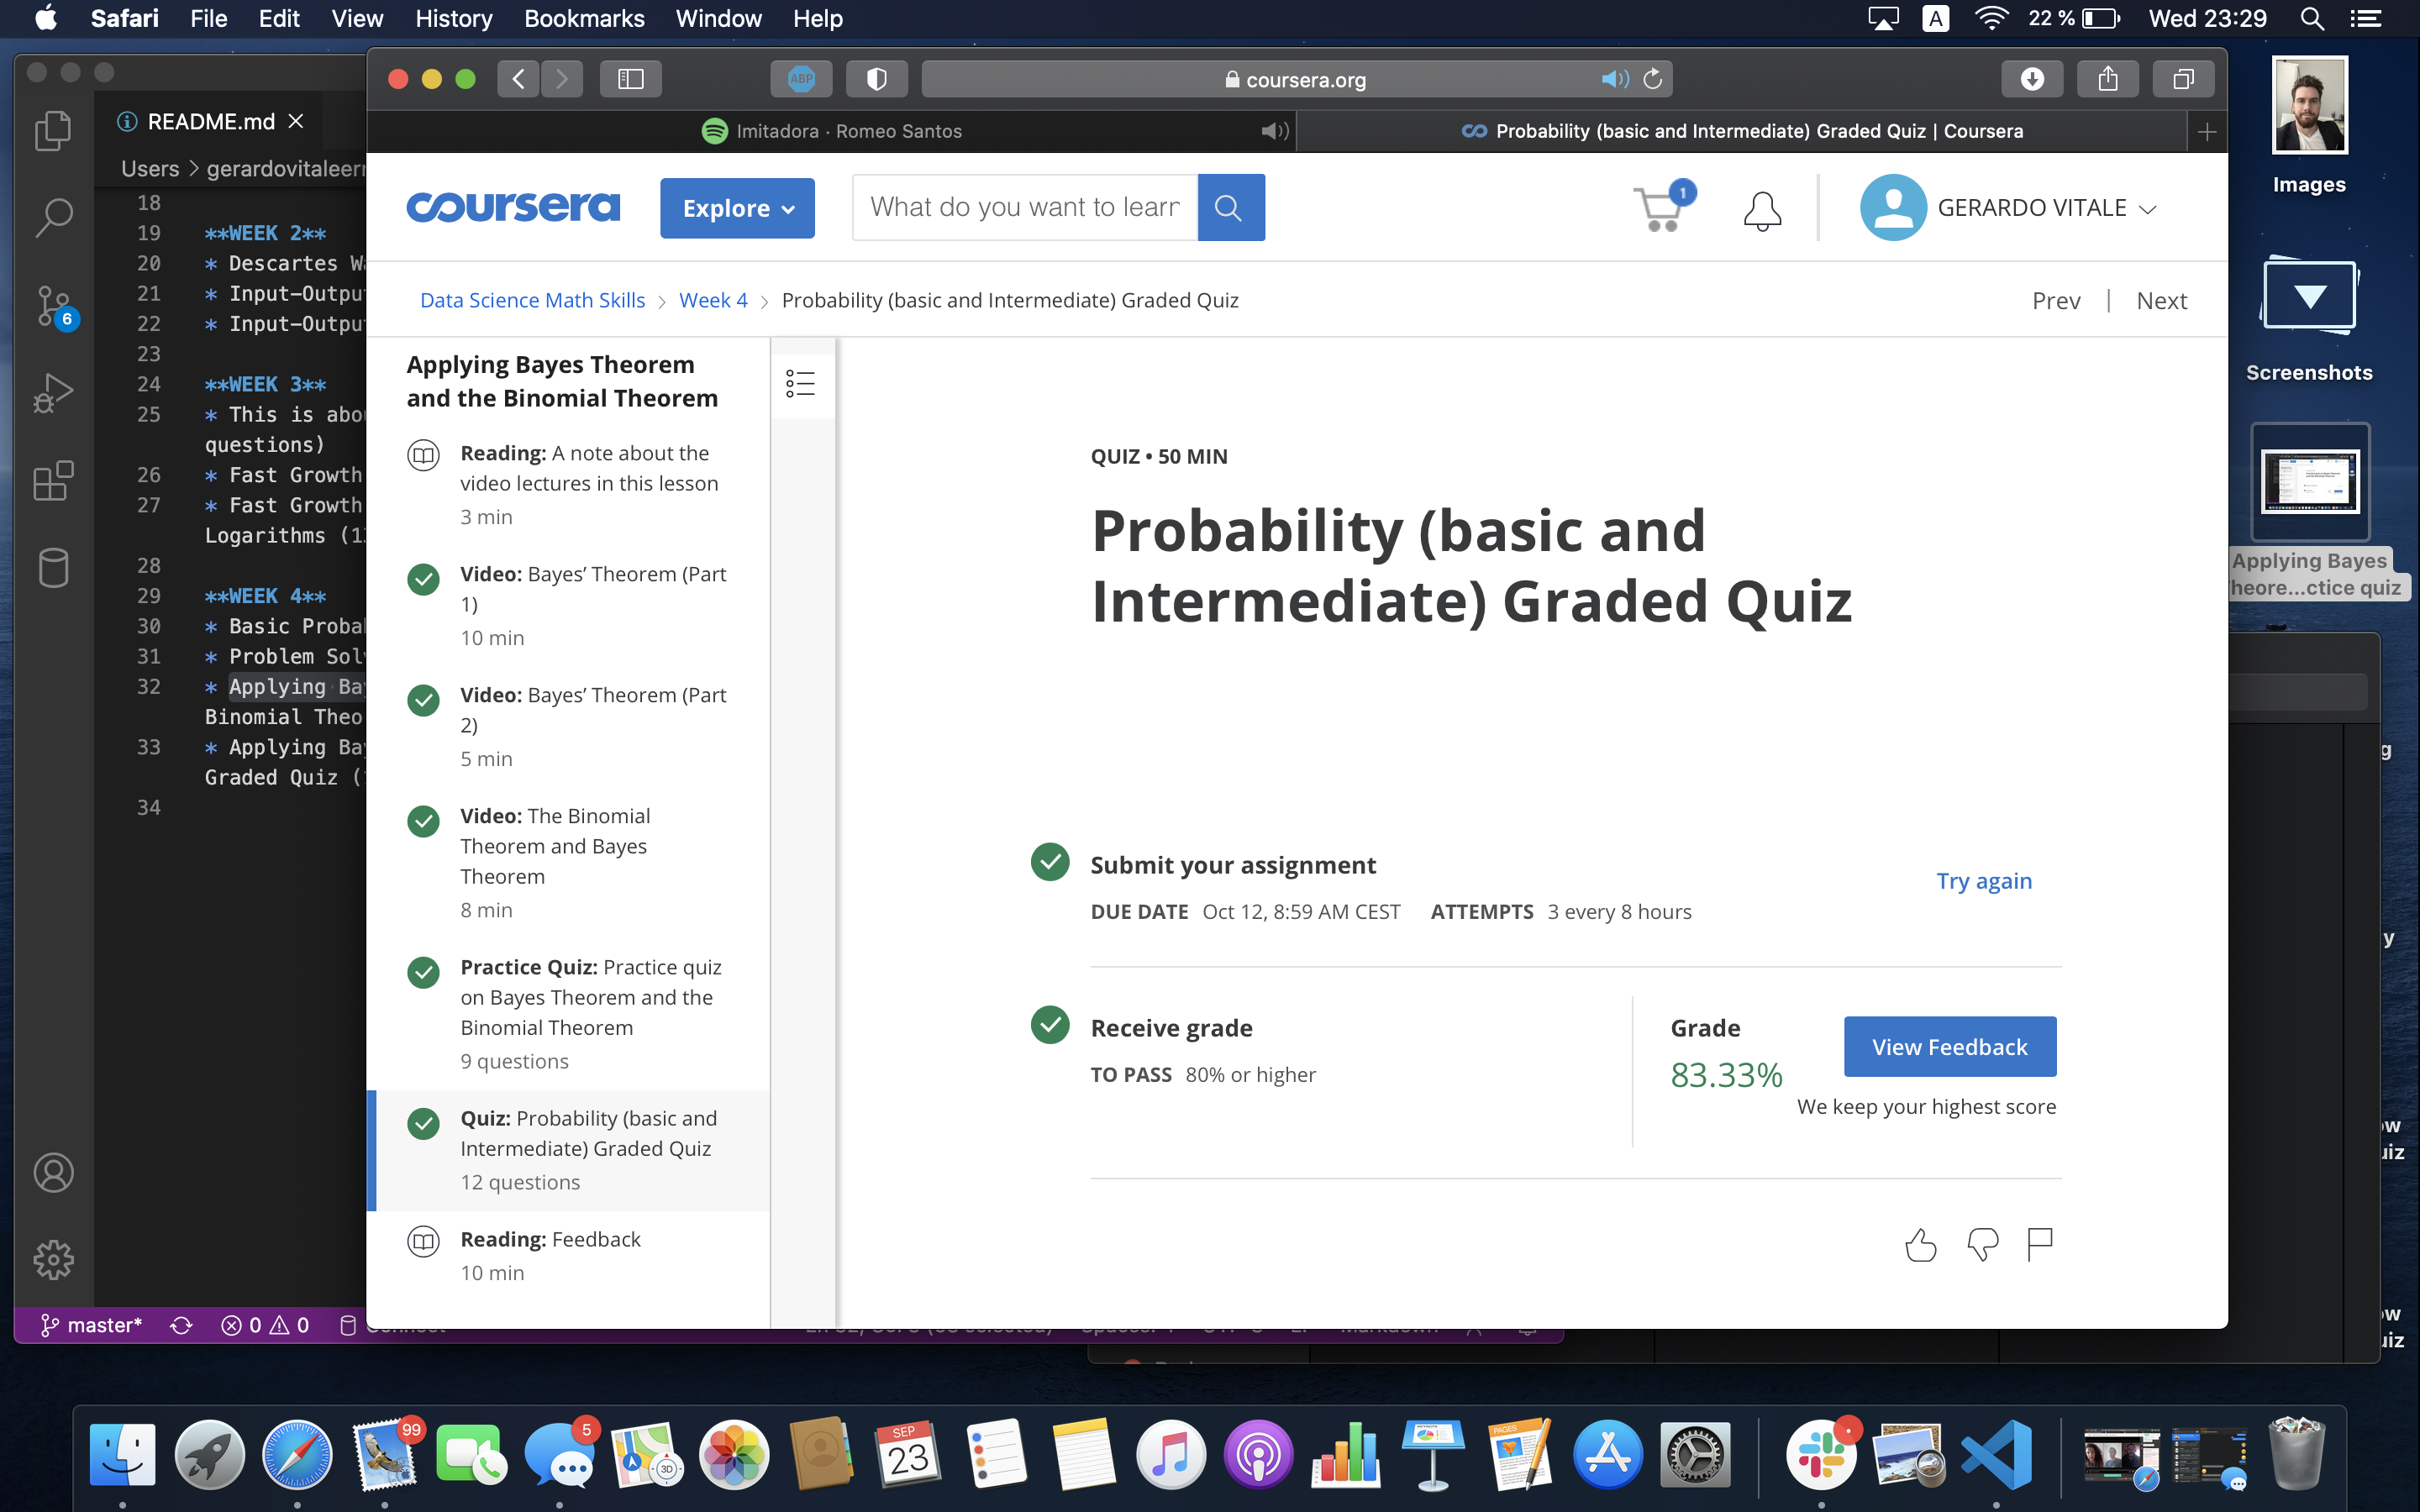 Safari File Edit View History Bookmarks Window Help
A 22 % Wed 23:29
README.md
Users > gerardovitaleer
18
19 **WEEK 2**
20 * Descartes W
21 * Input-Outpu
22 * Input-Outpu
23
24 **WEEK 3**
25 * This is abo
questions)
26 * Fast Growth
27 * Fast Growth
Logarithms (1
28
29 **WEEK 4**
30 * Basic Proba
31 * Problem Sol
32 * Applying Ba
Binomial Theo
33 * Applying Ba
Graded Quiz (
34
6
master* 0 0
ABP
coursera.org
Imitadora · Romeo Santos
Probability (basic and Intermediate) Graded Quiz | Coursera
coursera
Explore
What do you want to learn
1
GERARDO VITALE
Data Science Math Skills > Week 4 > Probability (basic and Intermediate) Graded Quiz
Prev | Next
Applying Bayes Theorem
and the Binomial Theorem
Reading: A note about the
video lectures in this lesson
3 min
Video: Bayes’ Theorem (Part
1)
10 min
Video: Bayes’ Theorem (Part
2)
5 min
Video: The Binomial
Theorem and Bayes
Theorem
8 min
Practice Quiz: Practice quiz
on Bayes Theorem and the
Binomial Theorem
9 questions
Quiz: Probability (basic and
Intermediate) Graded Quiz
12 questions
Reading: Feedback
10 min
QUIZ • 50 MIN
Probability (basic and
Intermediate) Graded Quiz
Submit your assignment
Try again
DUE DATE Oct 12, 8:59 AM CEST ATTEMPTS 3 every 8 hours
Receive grade
TO PASS 80% or higher
Grade
83.33%
View Feedback
We keep your highest score
Images
Screenshots
Applying Bayes
heore...ctice quiz
g
y
ow
uiz
ow
uiz
99
5
3D
SEP
23
PAGES